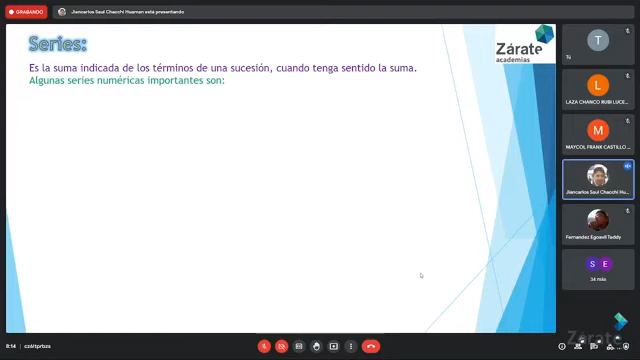 GRABANDO
Jiancarlos Saul Chacchi Huaman está presentando
Series:
Es la suma indicada de los términos de una sucesión, cuando tenga sentido la suma.
Algunas series numéricas importantes son:
Zárate
academias
T
Tú
L
LAZA CHANCO RUBI LUCE...
M
MAYCOL FRANK CASTILLO ...
Jiancarlos Saul Chacchi Hua...
Fernandez Egoavil Teddy
S E
34 más
8:14
Zárate